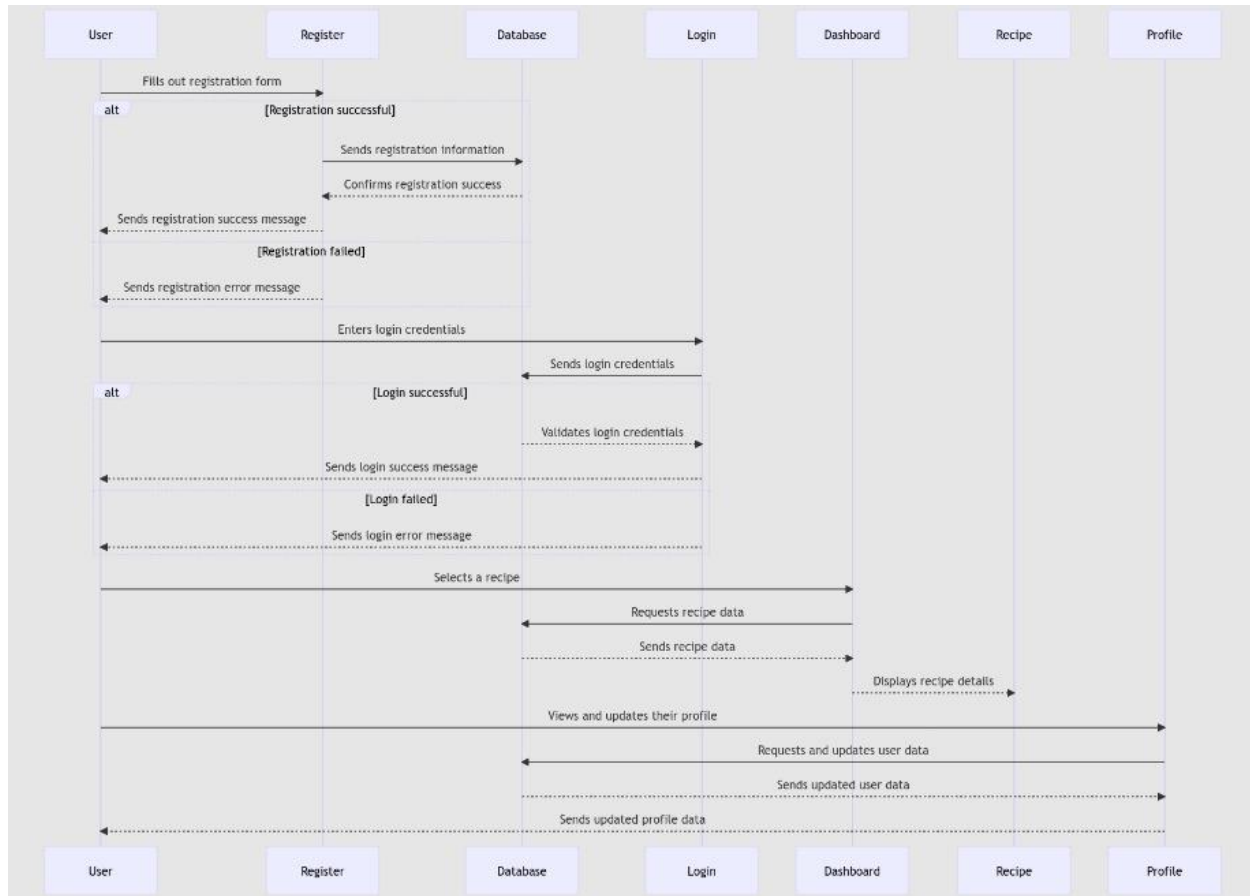 User Register Database Login Dashboard Recipe Profile
Fills out registration form
alt [Registration successful]
Sends registration information
Confirms registration success
Sends registration success message
[Registration failed]
Sends registration error message
Enters login credentials
Sends login credentials
alt [Login successful]
Validates login credentials
Sends login success message
[Login failed]
Sends login error message
Selects a recipe
Requests recipe data
Sends recipe data
Displays recipe details
Views and updates their profile
Requests and updates user data
Sends updated user data
Sends updated profile data
User Register Database Login Dashboard Recipe Profile